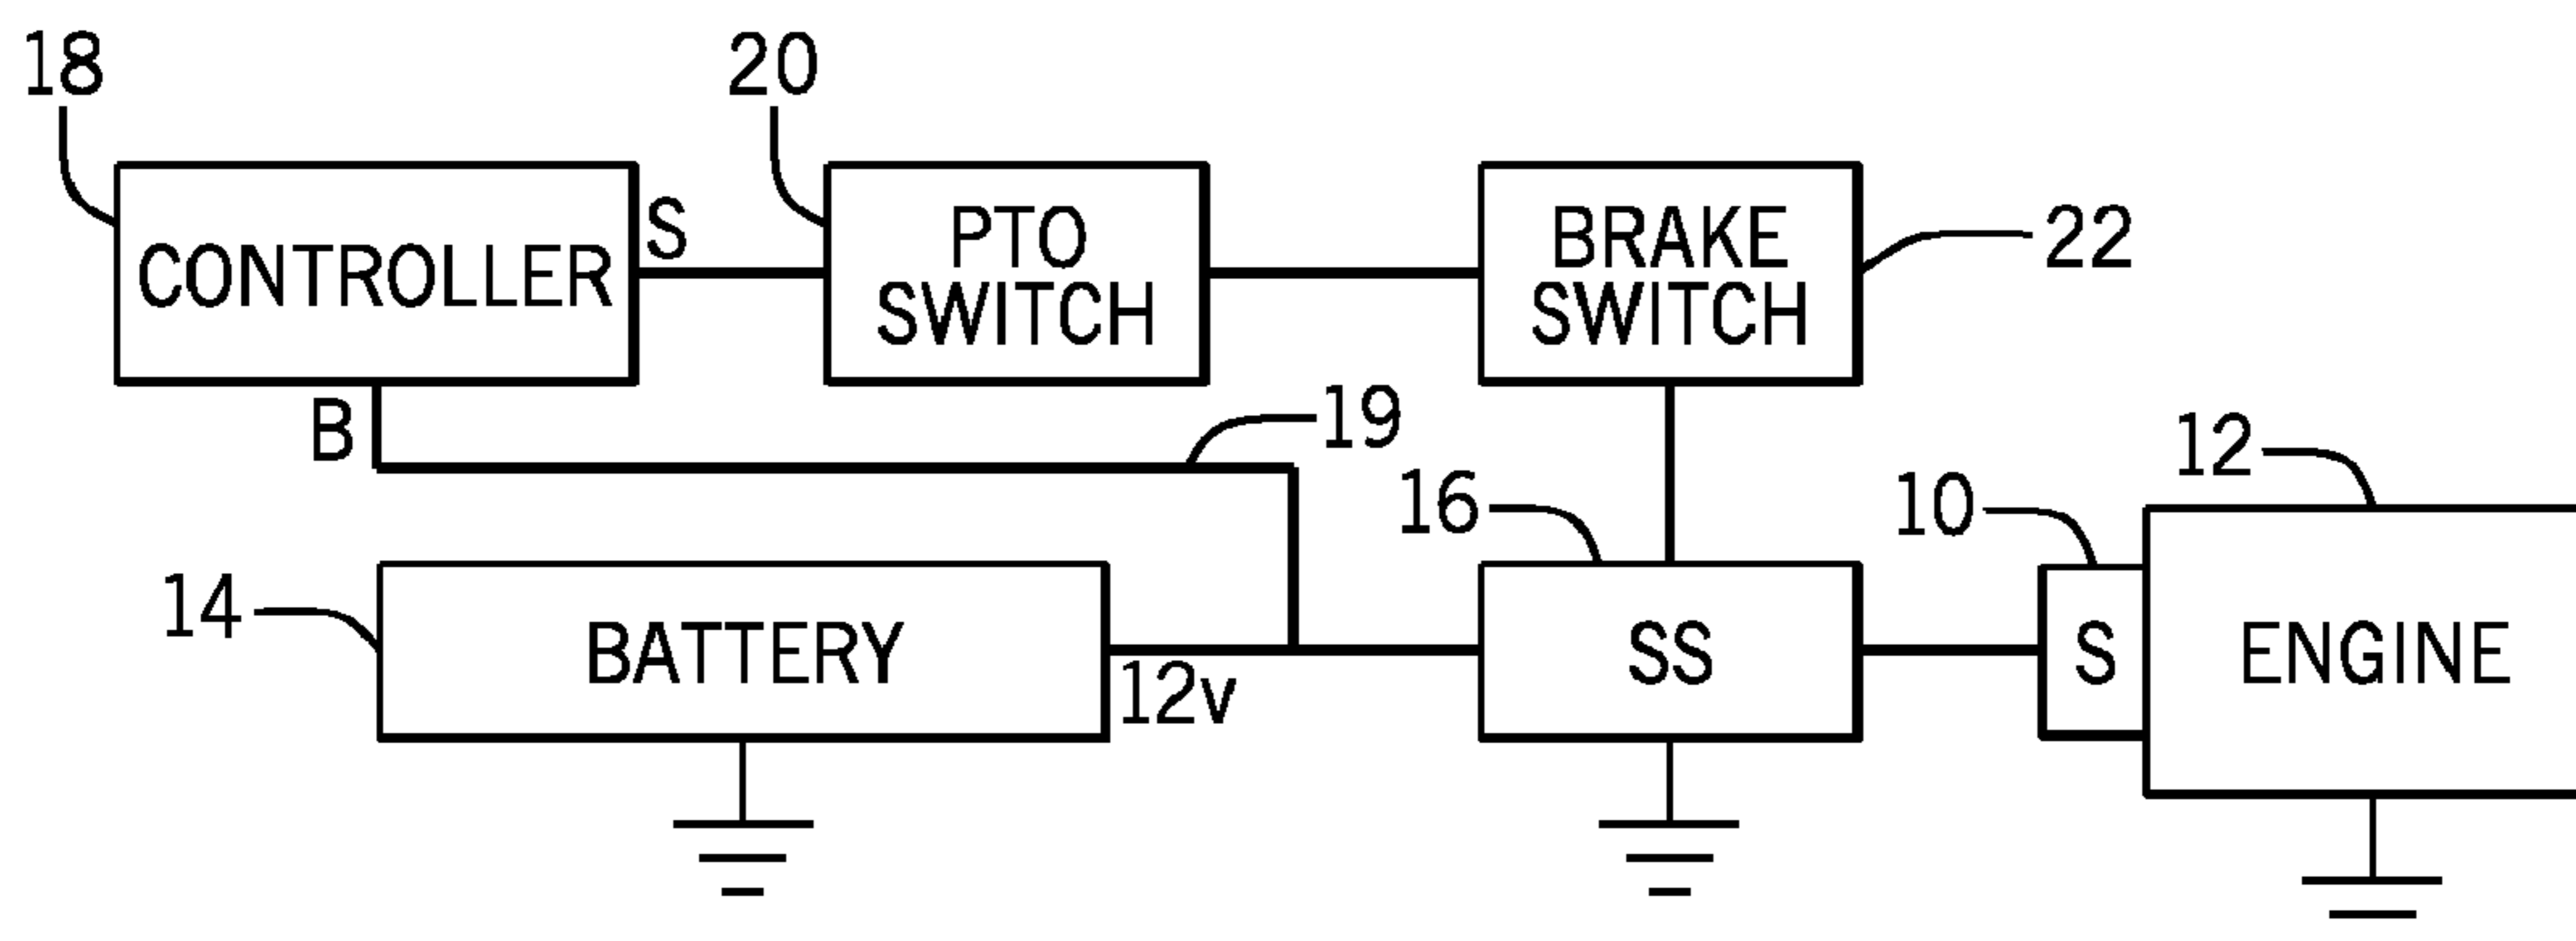 18
20
CONTROLLER
S
PTO
SWITCH
BRAKE
SWITCH
22
B
19
16
10
12
14
BATTERY
12v
SS
S
ENGINE